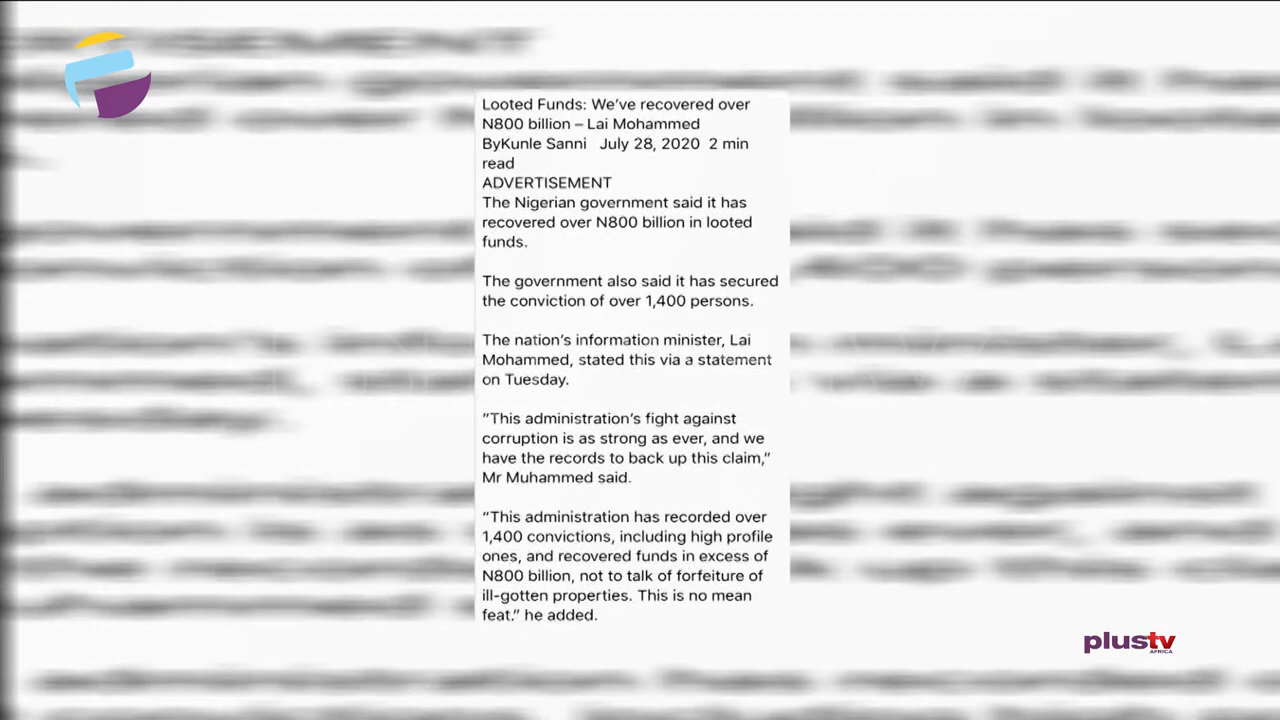 Looted Funds: We've recovered over
N800 billion – Lai Mohammed
ByKunle Sanni July 28, 2020 2 min
read
ADVERTISEMENT
The Nigerian government said it has
recovered over N800 billion in looted
funds.
The government also said it has secured
the conviction of over 1,400 persons.
The nation's information minister, Lai
Mohammed, stated this via a statement
on Tuesday.
"This administration's fight against
corruption is as strong as ever, and we
have the records to back up this claim,"
Mr Muhammed said.
"This administration has recorded over
1,400 convictions, including high profile
ones, and recovered funds in excess of
N800 billion, not to talk of forfeiture of
ill-gotten properties. This is no mean
feat." he added.
plustv
AFRICA